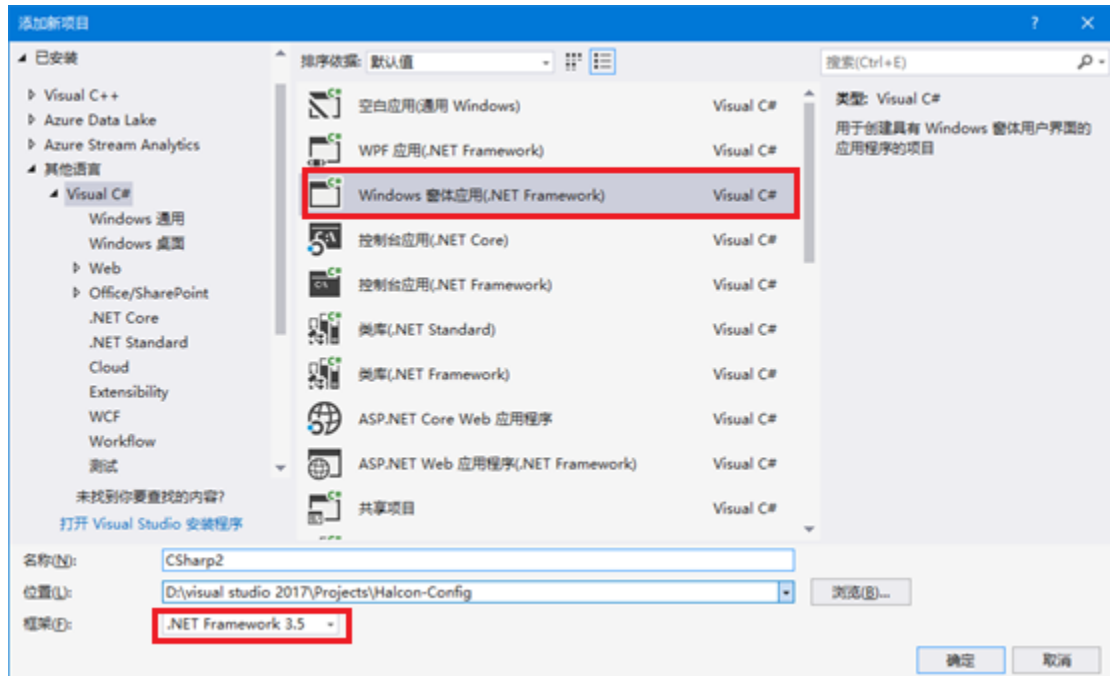 添加新项目
已安装
Visual C++
Azure Data Lake
Azure Stream Analytics
其他语言
Visual C#
Windows 通用
Windows 桌面
Web
Office/SharePoint
.NET Core
.NET Standard
Cloud
Extensibility
WCF
Workflow
测试
未找到你要查找的内容?
打开 Visual Studio 安装程序
排序依据: 默认值
空白应用(通用 Windows) Visual C#
WPF 应用(.NET Framework) Visual C#
Windows 窗体应用(.NET Framework) Visual C#
控制台应用(.NET Core) Visual C#
控制台应用(.NET Framework) Visual C#
类库(.NET Standard) Visual C#
类库(.NET Framework) Visual C#
ASP.NET Core Web 应用程序 Visual C#
ASP.NET Web 应用程序(.NET Framework) Visual C#
共享项目 Visual C#
搜索(Ctrl+E)
类型: Visual C#
用于创建具有 Windows 窗体用户界面的
应用程序的项目
名称(N): CSharp2
位置(L): D:\visual studio 2017\Projects\Halcon-Config
浏览(B)...
框架(F): .NET Framework 3.5
确定 取消